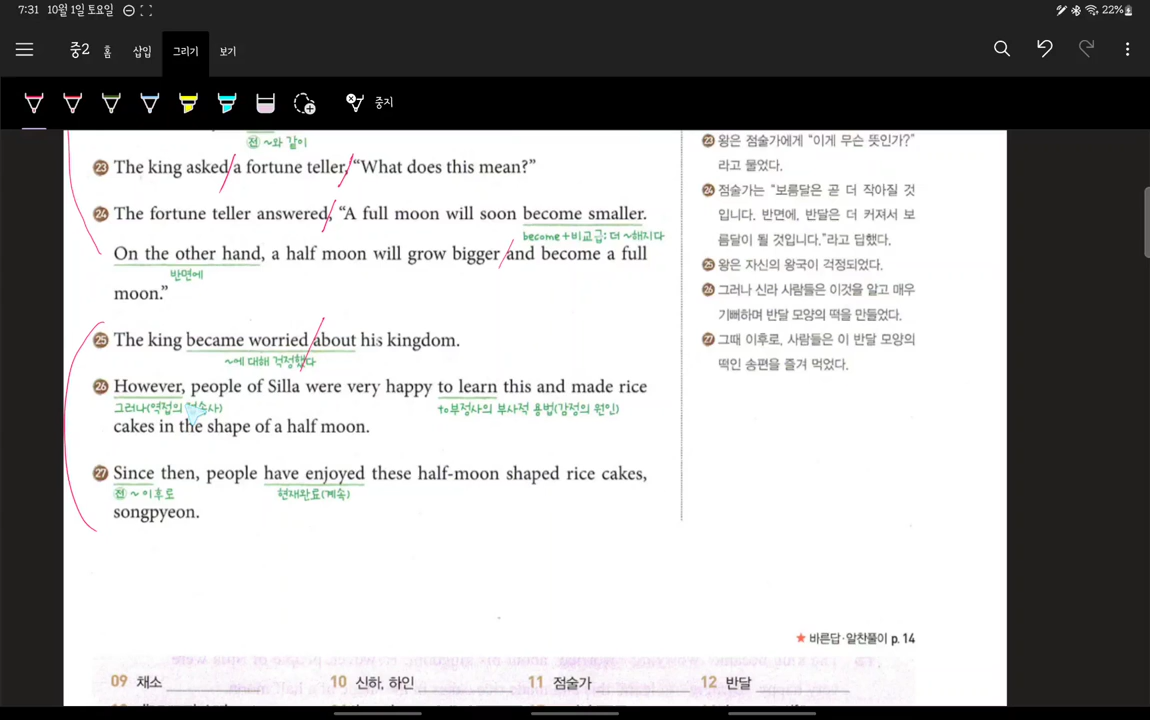 7:31 10월 1일 토요일
22%
중2 홈 삽입 그리기 보기
중지
전 ~와 같이
23 The king asked a fortune teller, “What does this mean?”
24 The fortune teller answered, “A full moon will soon become smaller.
become+비교급: 더 ~해지다
On the other hand, a half moon will grow bigger and become a full
반면에
moon.”
25 The king became worried about his kingdom.
~에 대해 걱정했다
26 However, people of Silla were very happy to learn this and made rice
그러나(역접의 접속사) to부정사의 부사적 용법(감정의 원인)
cakes in the shape of a half moon.
27 Since then, people have enjoyed these half-moon shaped rice cakes,
전 ~ 이후로 현재완료(계속)
songpyeon.
23 왕은 점술가에게 “이게 무슨 뜻인가?”
라고 물었다.
24 점술가는 “보름달은 곧 더 작아질 것
입니다. 반면에, 반달은 더 커져서 보
름달이 될 것입니다.”라고 답했다.
25 왕은 자신의 왕국이 걱정되었다.
26 그러나 신라 사람들은 이것을 알고 매우
기뻐하며 반달 모양의 떡을 만들었다.
27 그때 이후로, 사람들은 이 반달 모양의
떡인 송편을 즐겨 먹었다.
★ 바른답·알찬풀이 p. 14
09 채소 10 신하, 하인 11 점술가 12 반달